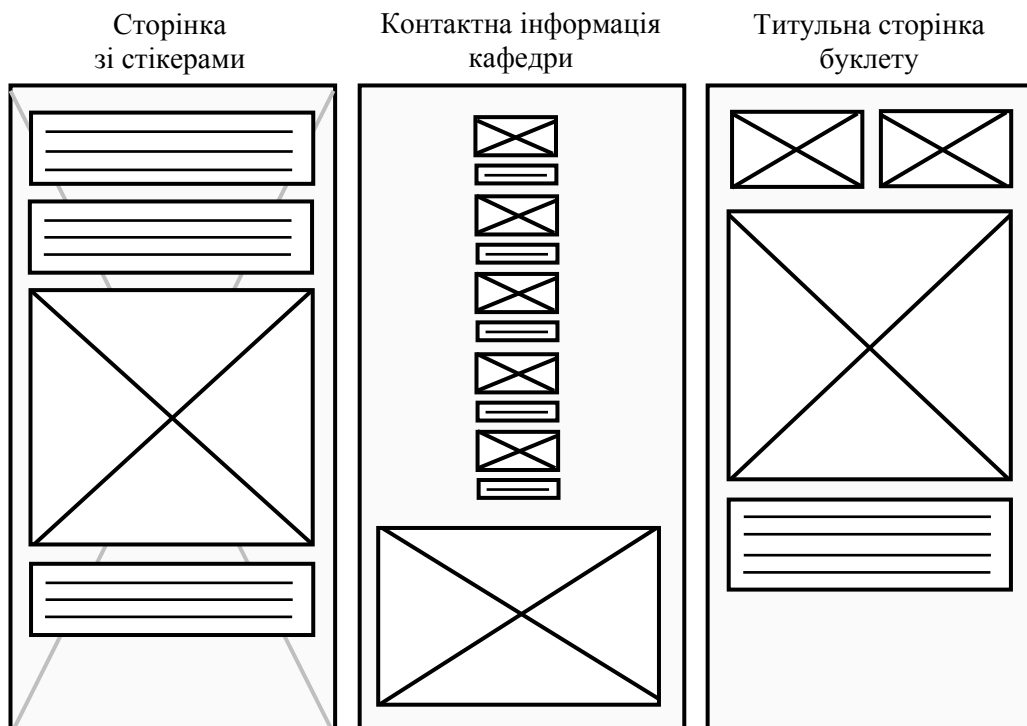 Сторінка
зі стікерами
Контактна інформація
кафедри
Титульна сторінка
буклету